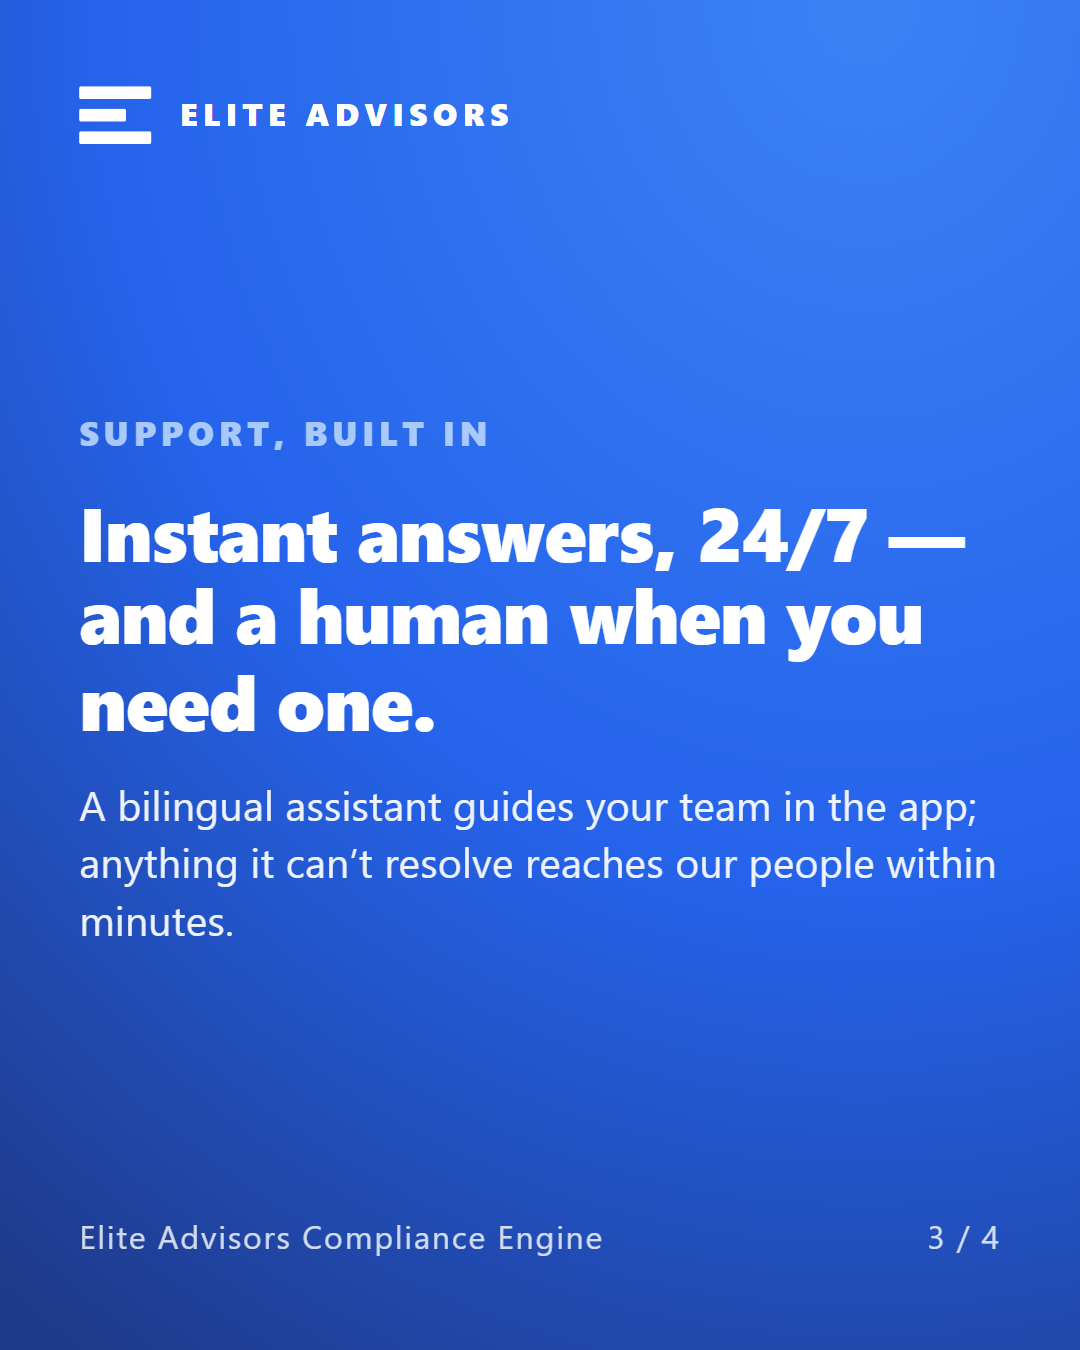 ELITE ADVISORS
SUPPORT, BUILT IN
Instant answers, 24/7 —
and a human when you
need one.
A bilingual assistant guides your team in the app;
anything it can’t resolve reaches our people within
minutes.
Elite Advisors Compliance Engine
3 / 4